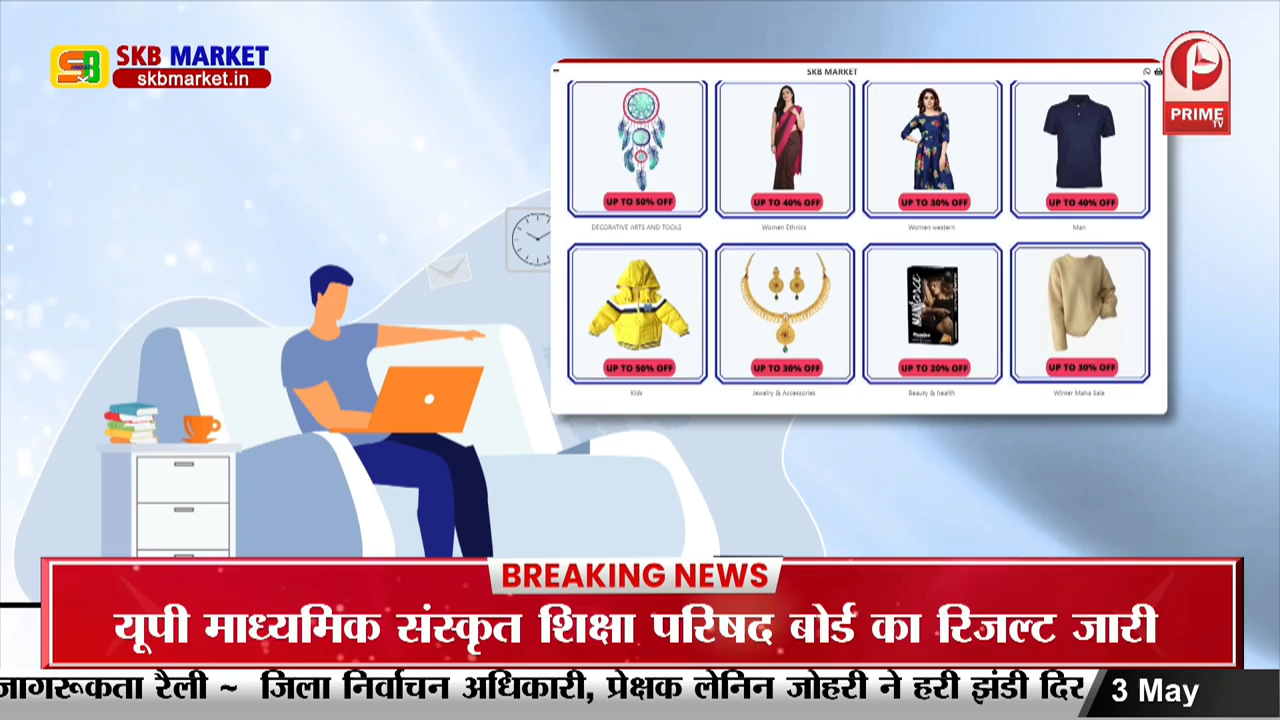 SKB MARKET
skbmarket.in
SKB MARKET
PRIME
TV
UP TO 50% OFF
UP TO 40% OFF
UP TO 30% OFF
UP TO 40% OFF
DECORATIVE ARTS AND TOOLS
Women Ethnics
Women western
Man
MANFORCE
UP TO 50% OFF
UP TO 30% OFF
UP TO 20% OFF
UP TO 30% OFF
Kids
Jewelry & Accessories
Beauty & health
Winter Maha Sale
BREAKING NEWS
यूपी माध्यमिक संस्कृत शिक्षा परिषद बोर्ड का रिजल्ट जारी
जागरूकता रैली ~ जिला निर्वाचन अधिकारी, प्रेक्षक लेनिन जोहरी ने हरी झंडी दिर
3 May